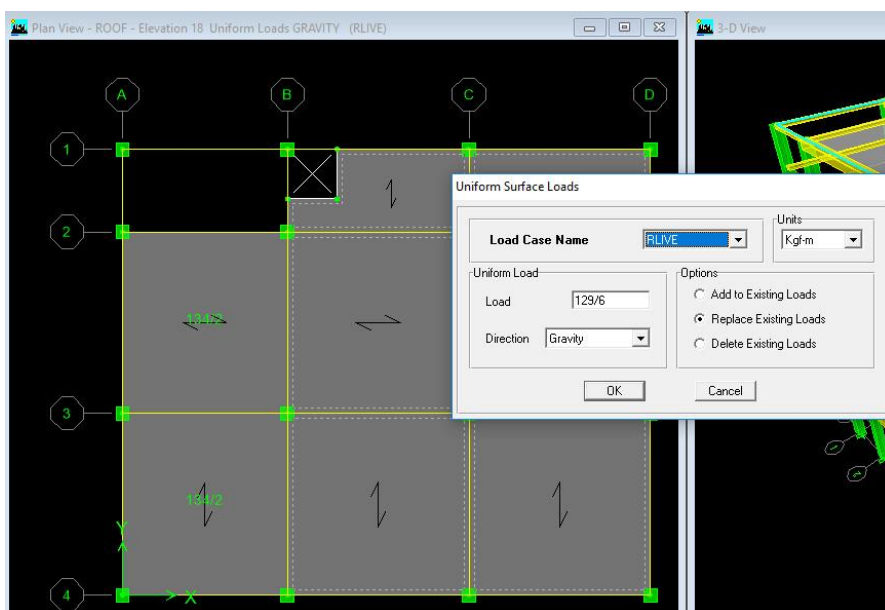 Plan View - ROOF - Elevation 18 Uniform Loads GRAVITY (RLIVE)
3-D View
A
B
C
D
1
2
134/2
3
134/2
Y
X
4
Uniform Surface Loads
Load Case Name
RLIVE
Units
Kgf-m
Uniform Load
Load
129/6
Direction
Gravity
Options
Add to Existing Loads
Replace Existing Loads
Delete Existing Loads
OK
Cancel